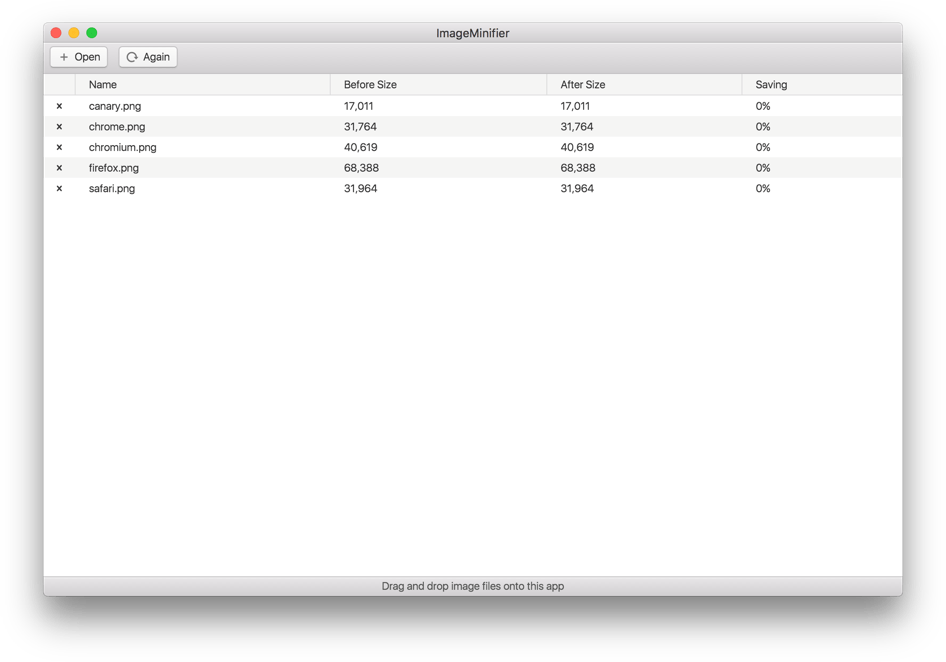 ImageMinifier
+ Open Again
Name Before Size After Size Saving
x canary.png 17,011 17,011 0%
x chrome.png 31,764 31,764 0%
x chromium.png 40,619 40,619 0%
x firefox.png 68,388 68,388 0%
x safari.png 31,964 31,964 0%
Drag and drop image files onto this app